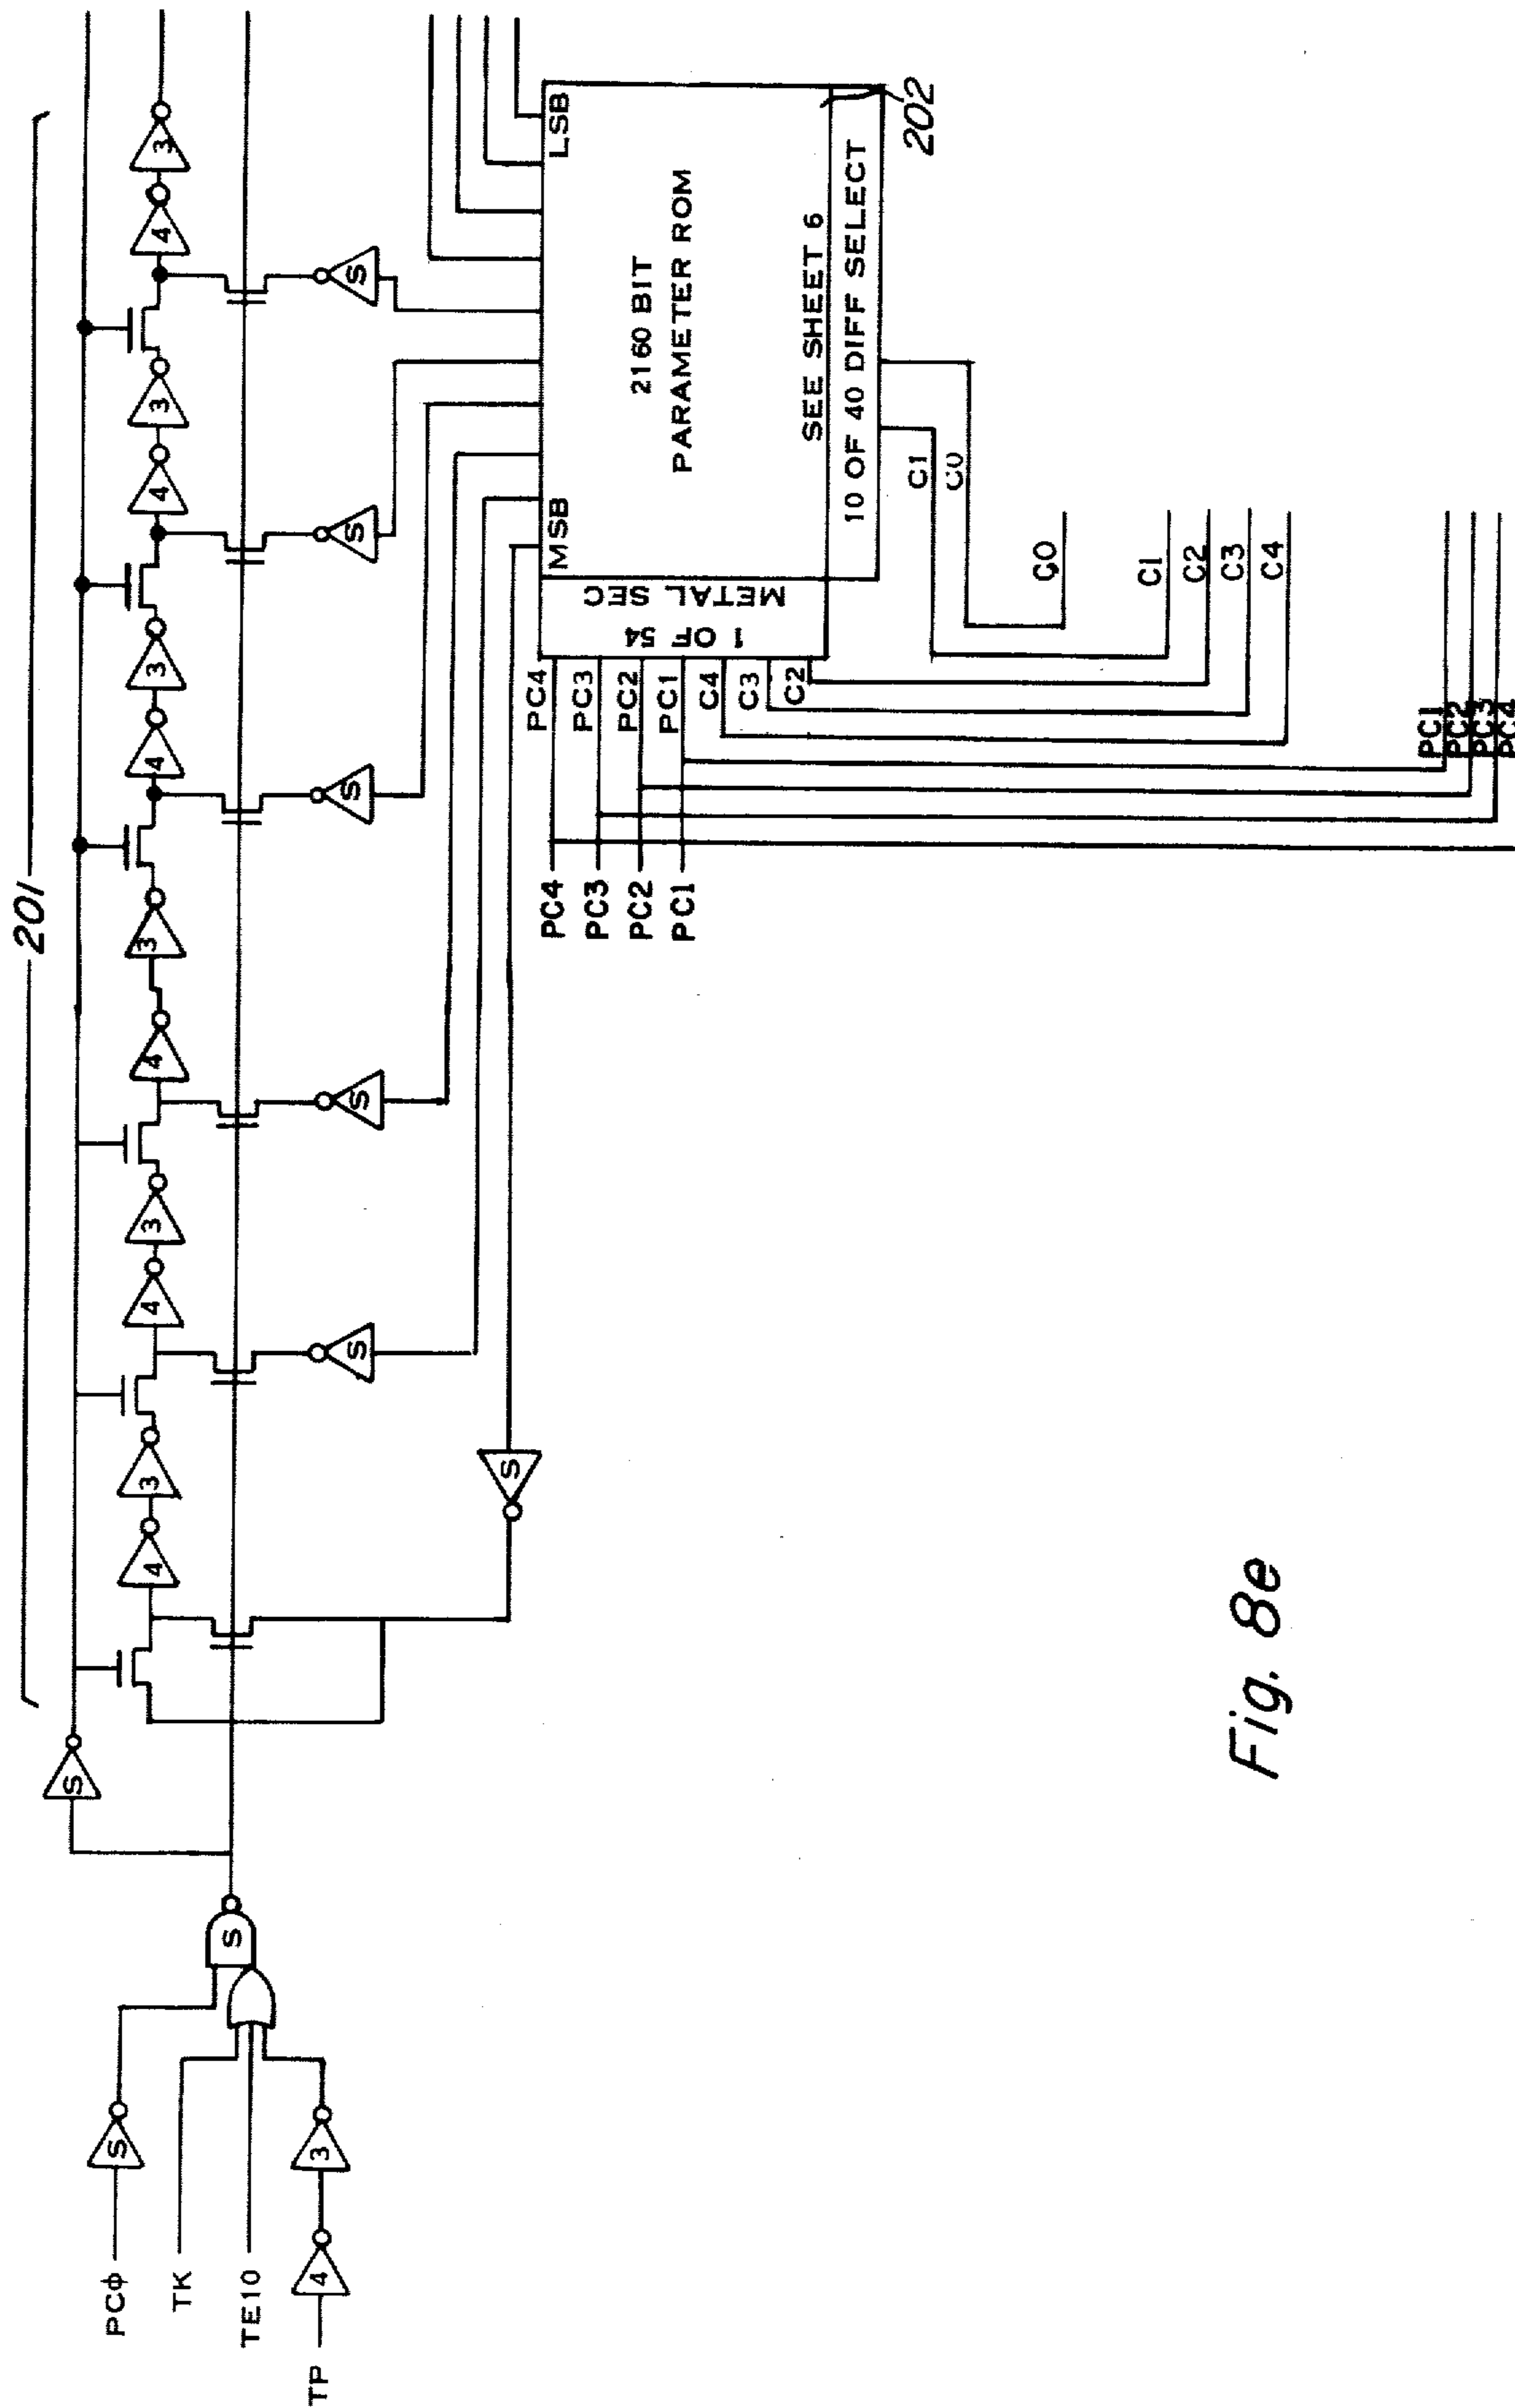 201
3
4
3
4
3
4
3
4
3
4
3
4
S
S
S
S
S
S
S
S
PCϕ
S
TK
TE10
TP
4
3
MSB
LSB
2160 BIT
PARAMETER ROM
SEE SHEET 6
10 OF 40 DIFF SELECT
1 OF 54
METAL SEC
202
PC4
PC3
PC2
PC1
C4
C3
C2
C1
C0
PC4
PC3
PC2
PC1
C0
C1
C2
C3
C4
PC1
PC2
PC3
PC4
Fig. 8e